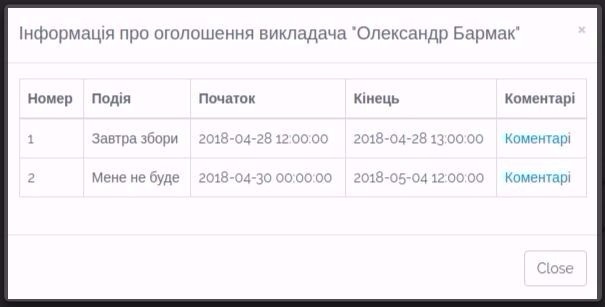 Інформація про оголошення викладача "Олександр Бармак"
×
Номер Подія Початок Кінець Коментарі
1 Завтра збори 2018-04-28 12:00:00 2018-04-28 13:00:00 Коментарі
2 Мене не буде 2018-04-30 00:00:00 2018-05-04 12:00:00 Коментарі
Close